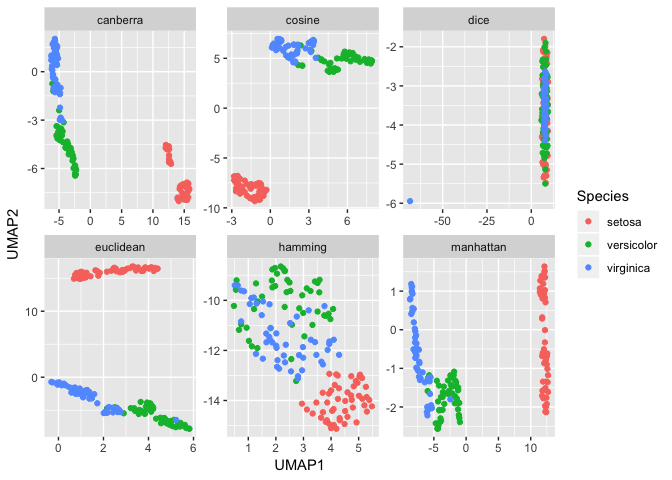 canberra cosine dice
0
-3
-6
5
0
-5
-10
-2
-3
-4
-5
-6
-5 0 5 10 15
-3 0 3 6
-50 -25 0
euclidean hamming manhattan
10
0
-10
-12
-14
1
0
-1
-2
0 2 4 6
1 2 3 4 5
-5 0 5 10
UMAP1
UMAP2
Species
setosa
versicolor
virginica